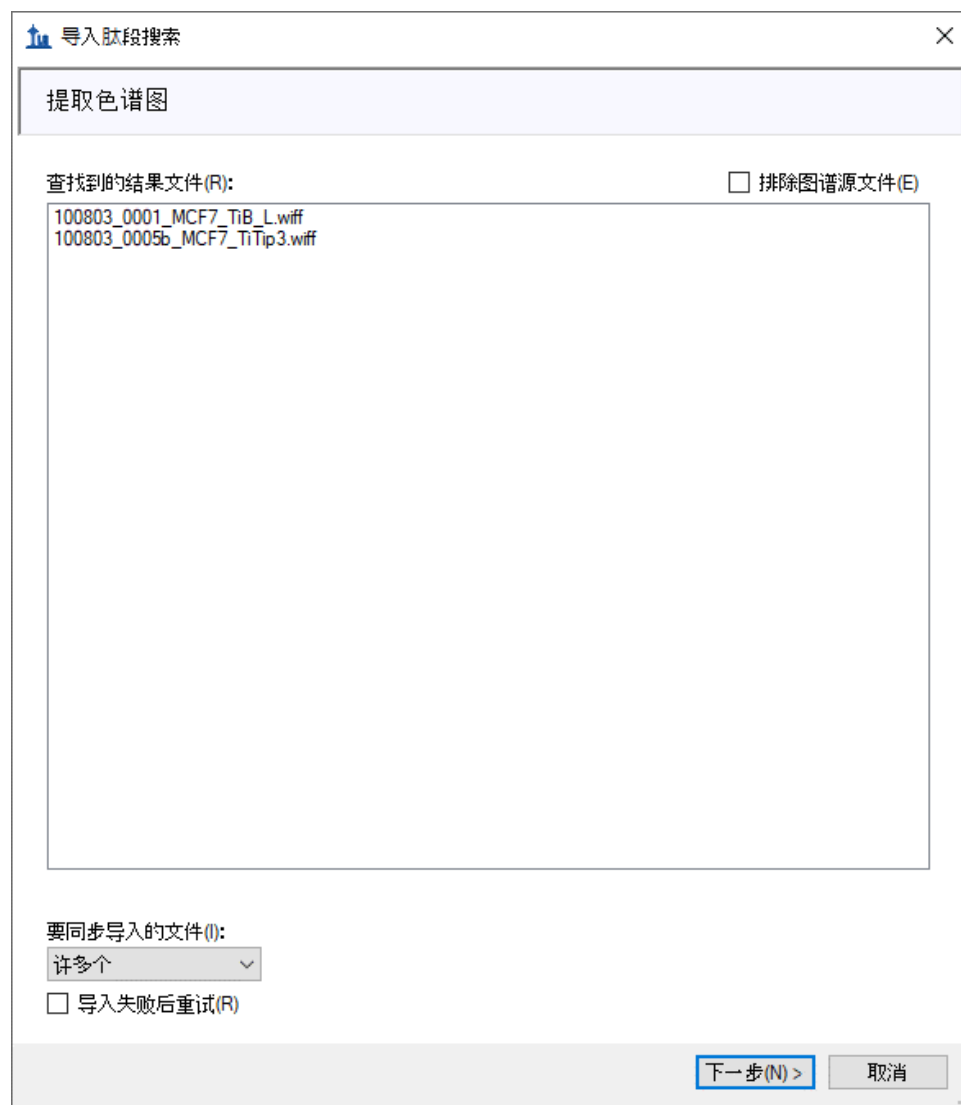 导入肽段搜索
提取色谱图
查找到的结果文件(R):
排除图谱源文件(E)
100803_0001_MCF7_TiB_L.wiff
100803_0005b_MCF7_TiTip3.wiff
要同步导入的文件(I):
许多个
导入失败后重试(R)
下一步(N) >
取消